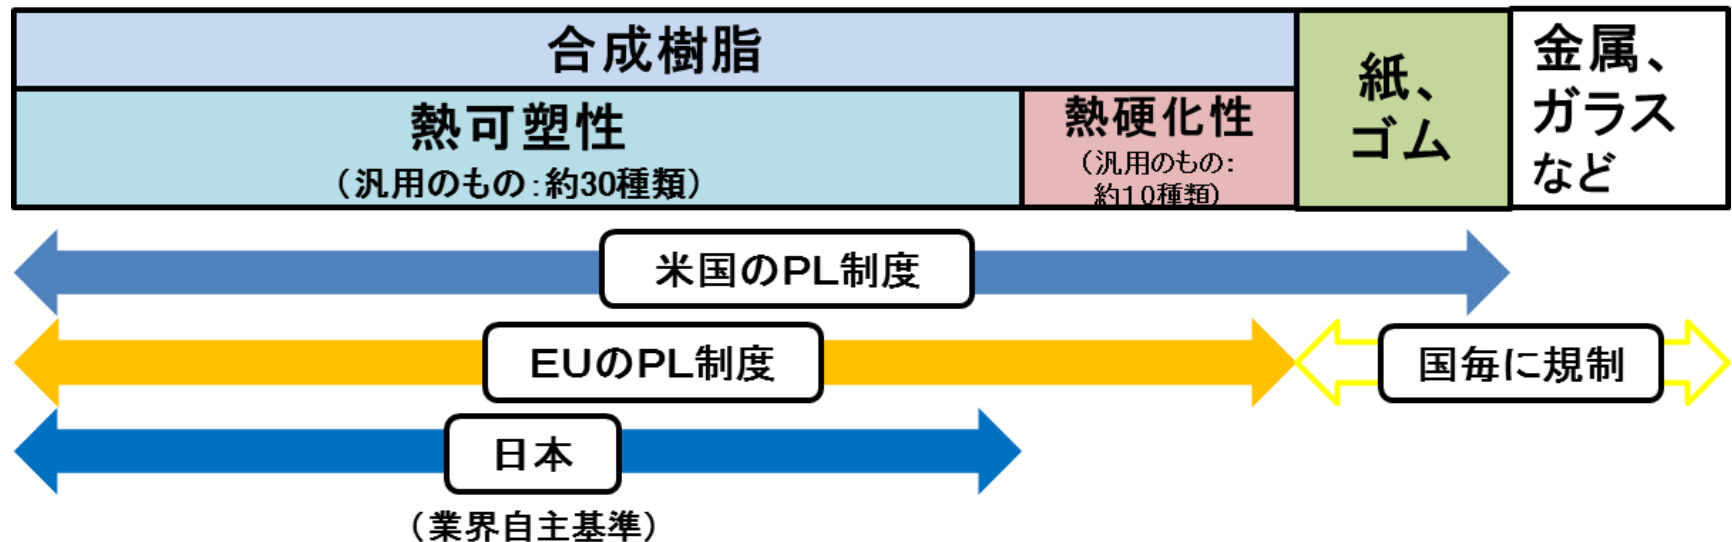 合成樹脂
熱可塑性
（汎用のもの：約30種類）
熱硬化性
（汎用のもの：
約10種類）
紙、
ゴム
金属、
ガラス
など
米国のPL制度
EUのPL制度
国毎に規制
日本
（業界自主基準）